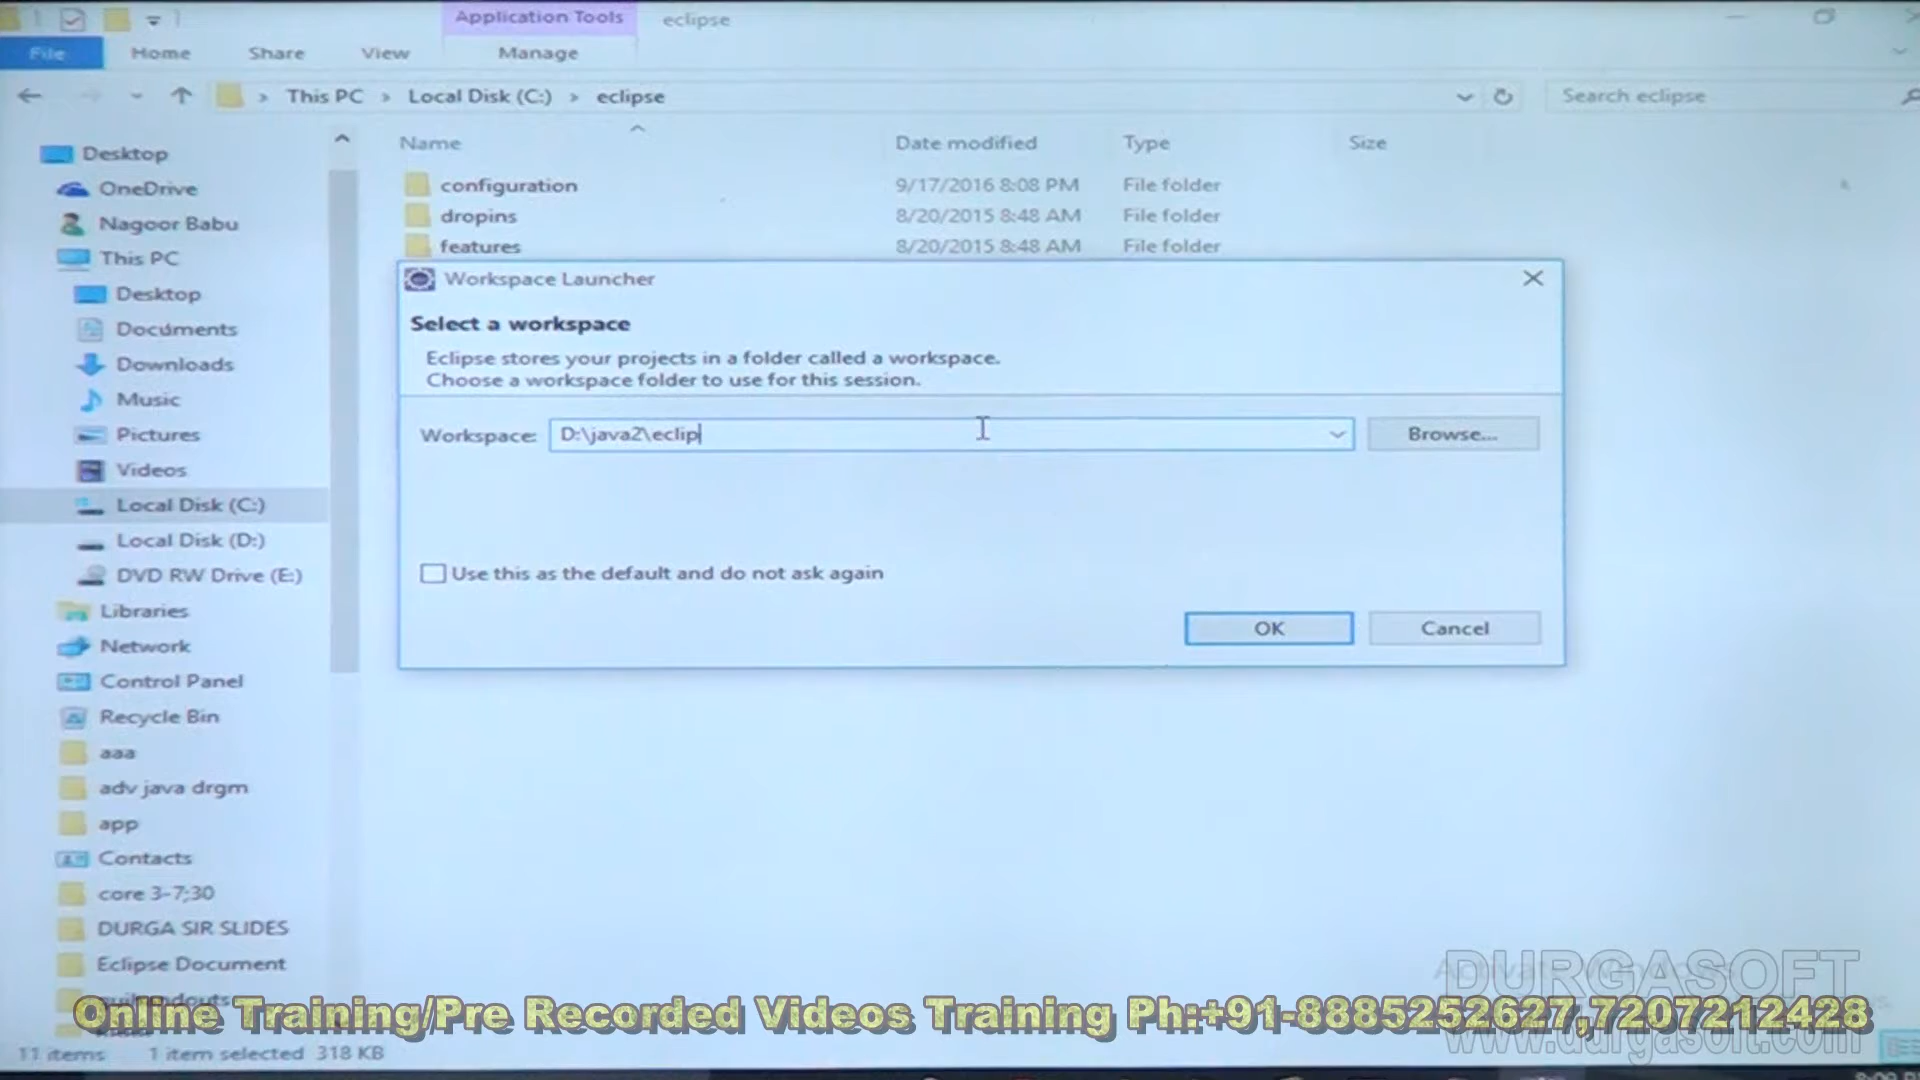 Application Tools eclipse
File Home Share View Manage
This PC > Local Disk (C:) > eclipse Search eclipse
Name Date modified Type Size
configuration 9/17/2016 8:08 PM File folder
dropins 8/20/2015 8:48 AM File folder
features 8/20/2015 8:48 AM File folder
Desktop
OneDrive
Nagoor Babu
This PC
Desktop
Documents
Downloads
Music
Pictures
Videos
Local Disk (C:)
Local Disk (D:)
DVD RW Drive (E:)
Libraries
Network
Control Panel
Recycle Bin
aaa
adv java drgm
app
Contacts
core 3-7;30
DURGA SIR SLIDES
Eclipse Document
Workspace Launcher
Select a workspace
Eclipse stores your projects in a folder called a workspace.
Choose a workspace folder to use for this session.
Workspace: D:\java2\eclip Browse...
Use this as the default and do not ask again
OK Cancel
DURGASOFT
Online Training/Pre Recorded Videos Training Ph:+91-8885252627,7207212428
www.durgasoft.com
11 items 1 item selected 318 KB